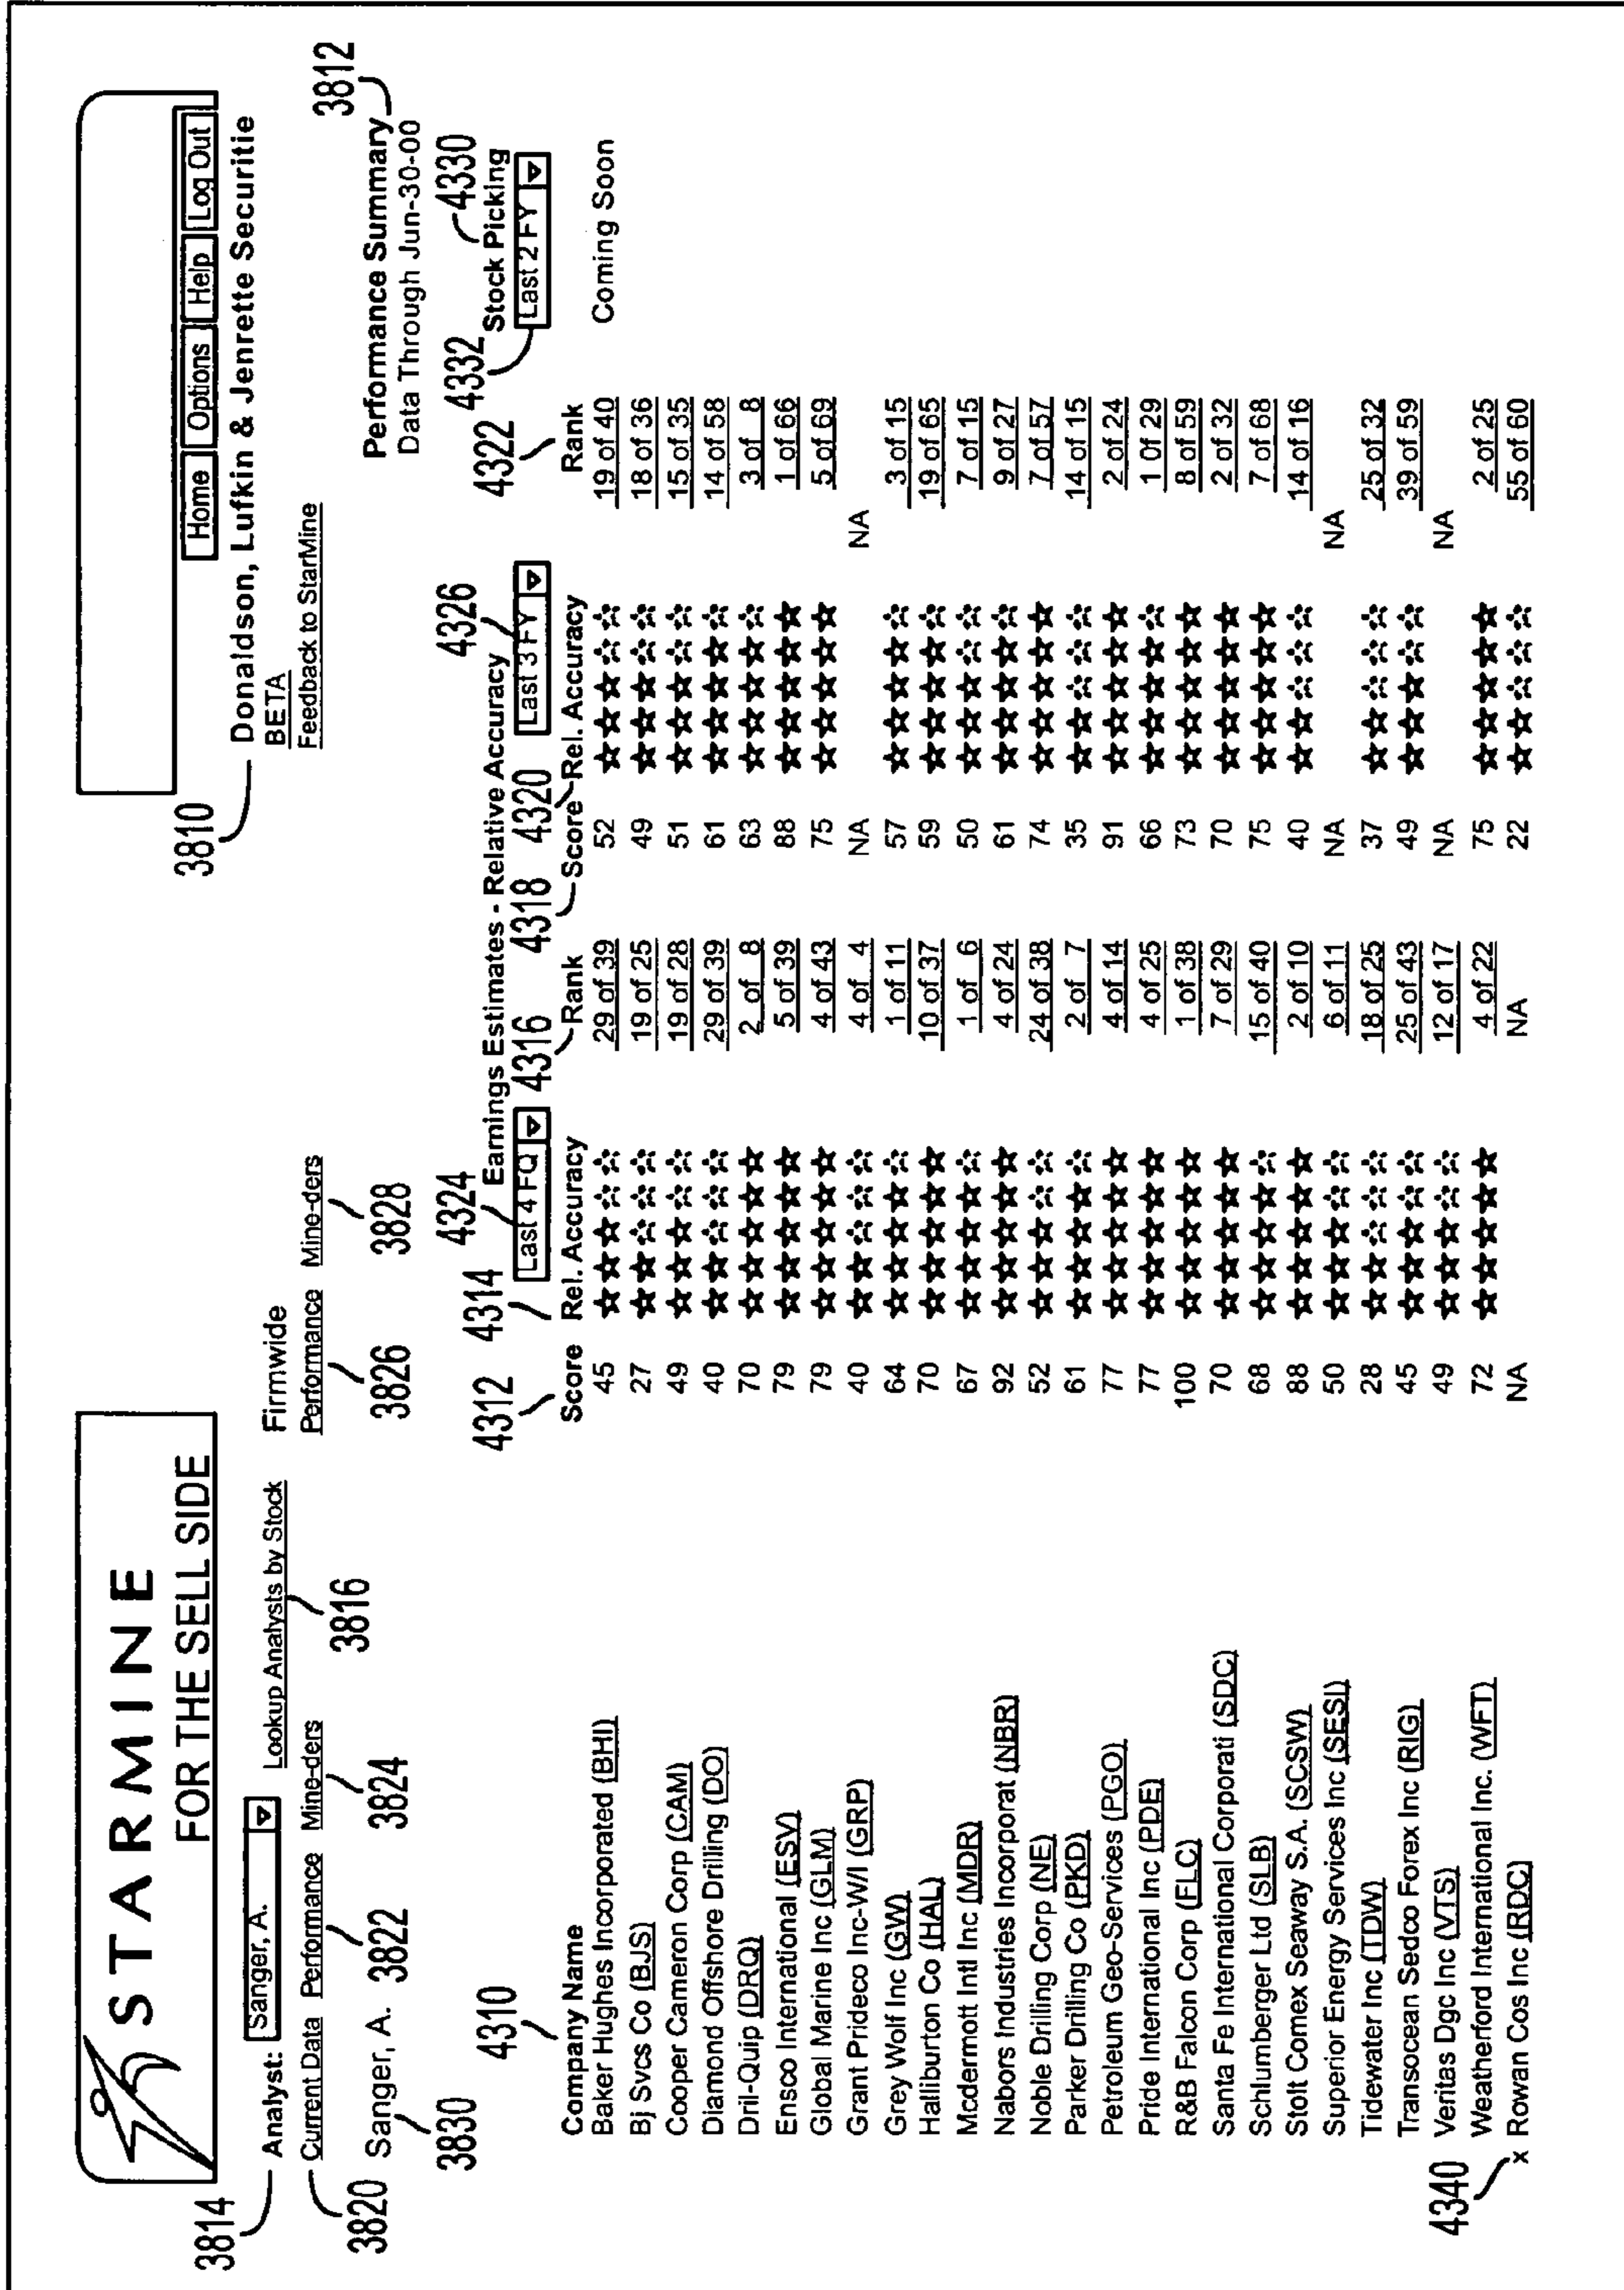 STARMINE
FOR THE SELL SIDE
Home Options Help Log Out
3814 Analyst: Sanger, A. Lookup Analysts by Stock 3810 Donaldson, Lufkin & Jenrette Securitie
3816 Firmwide BETA
3820 Current Data Performance Mine-ders Performance Mine-ders Feedback to StarMine
3822 3824 3826 3828
3830 Sanger, A. Performance Summary 3812
Data Through Jun-30-00
4310 4312 4314 4324 Earnings Estimates - Relative Accuracy 4326 4332 Stock Picking 4330
Last 4 FQ 4316 4318 4320 Last 3 FY 4322 Last 2 FY
Company Name Score Rel. Accuracy Rank Score Rel. Accuracy Rank
Baker Hughes Incorporated (BHI) 45 29 of 39 52 19 of 40 Coming Soon
Bj Svcs Co (BJS) 27 19 of 25 49 18 of 36
Cooper Cameron Corp (CAM) 49 19 of 28 51 15 of 35
Diamond Offshore Drilling (DO) 40 29 of 39 61 14 of 58
Dril-Quip (DRQ) 70 2 of 8 63 3 of 8
Ensco International (ESV) 79 5 of 39 88 1 of 66
Global Marine Inc (GLM) 79 4 of 43 75 5 of 69
Grant Prideco Inc-W/I (GRP) 40 4 of 4 NA NA
Grey Wolf Inc (GW) 64 1 of 11 57 3 of 15
Halliburton Co (HAL) 70 10 of 37 59 19 of 65
Mcdermott Intl Inc (MDR) 67 1 of 6 50 7 of 15
Nabors Industries Incorporat (NBR) 92 4 of 24 61 9 of 27
Noble Drilling Corp (NE) 52 24 of 38 74 7 of 57
Parker Drilling Co (PKD) 61 2 of 7 35 14 of 15
Petroleum Geo-Services (PGO) 77 4 of 14 91 2 of 24
Pride International Inc (PDE) 77 4 of 25 66 1 0f 29
R&B Falcon Corp (FLC) 100 1 of 38 73 8 of 59
Santa Fe International Corporati (SDC) 70 7 of 29 70 2 of 32
Schlumberger Ltd (SLB) 68 15 of 40 75 7 of 68
Stolt Comex Seaway S.A. (SCSW) 88 2 of 10 40 14 of 16
Superior Energy Services Inc (SESI) 50 6 of 11 NA NA
Tidewater Inc (TDW) 28 18 of 25 37 25 of 32
Transocean Sedco Forex Inc (RIG) 45 25 of 43 49 39 of 59
Veritas Dgc Inc (VTS) 49 12 of 17 NA NA
Weatherford International Inc. (WFT) 72 4 of 22 75 2 of 25
4340 x Rowan Cos Inc (RDC) NA NA 22 55 of 60